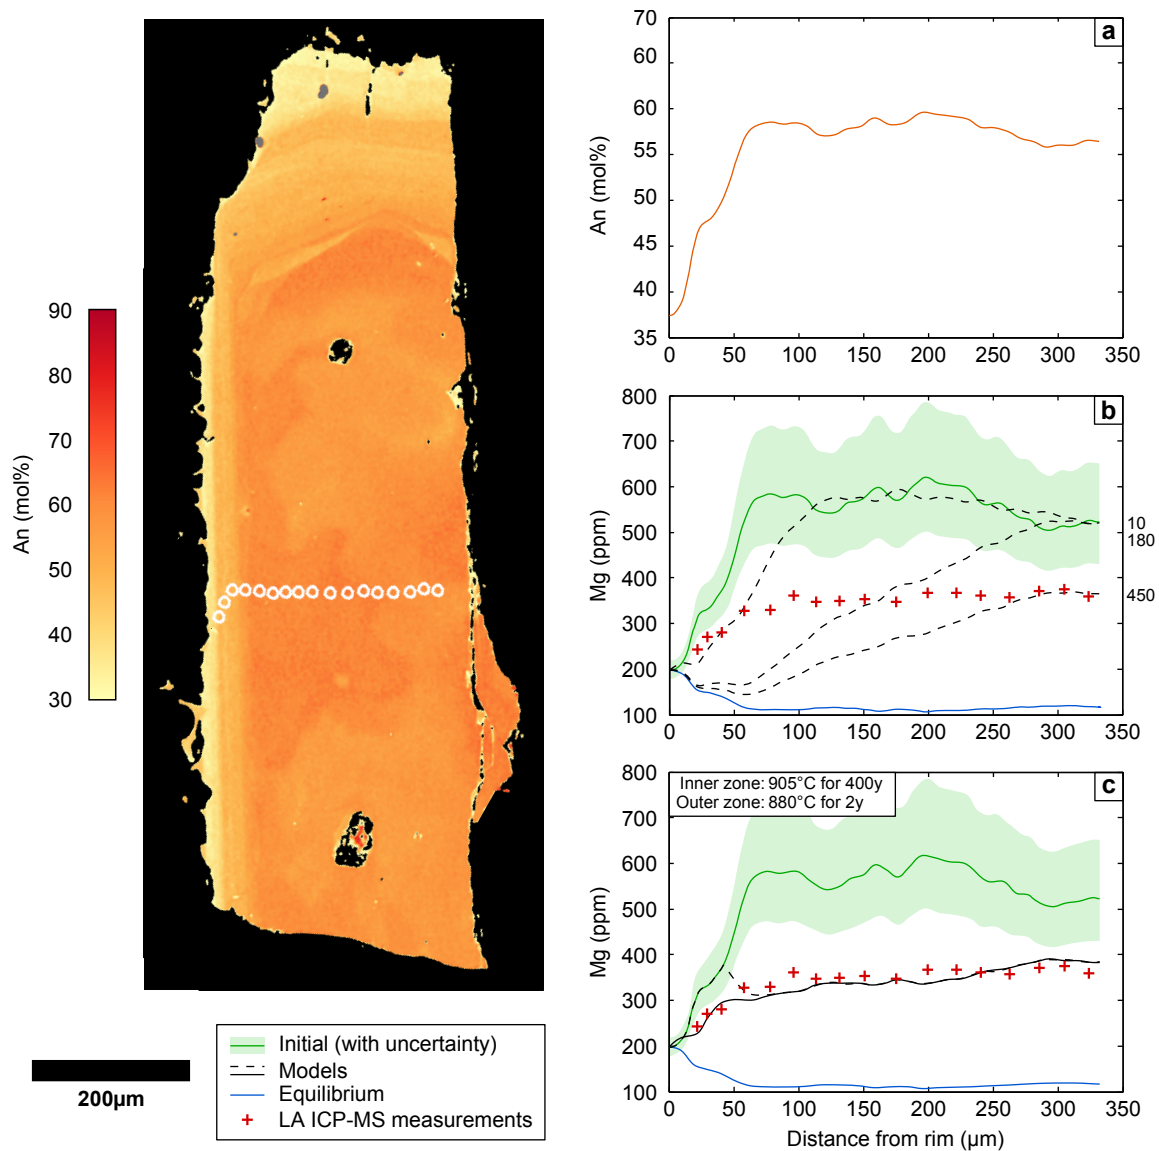 90
80
70
60
50
40
30
An (mol%)
200µm
Initial (with uncertainty)
Models
Equilibrium
LA ICP-MS measurements
a
70
60
60
55
50
45
40
35
An (mol%)
0 50 100 150 200 250 300 350
b
800
700
600
500
400
300
200
100
Mg (ppm)
10
180
450
0 50 100 150 200 250 300 350
c
Inner zone: 905°C for 400y
Outer zone: 880°C for 2y
800
700
600
500
400
300
200
100
Mg (ppm)
0 50 100 150 200 250 300 350
Distance from rim (µm)